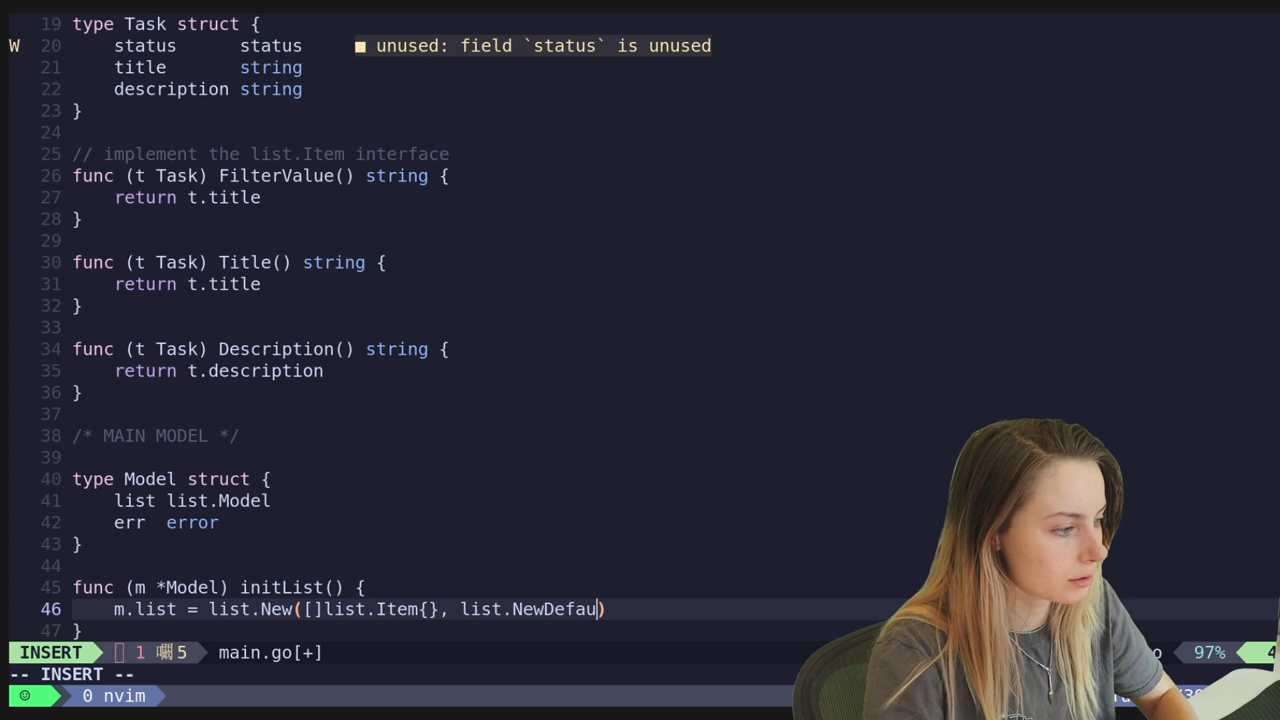 19 type Task struct {
W 20 status status ■ unused: field `status` is unused
21 title string
22 description string
23 }
24
25 // implement the list.Item interface
26 func (t Task) FilterValue() string {
27 return t.title
28 }
29
30 func (t Task) Title() string {
31 return t.title
32 }
33
34 func (t Task) Description() string {
35 return t.description
36 }
37
38 /* MAIN MODEL */
39
40 type Model struct {
41 list list.Model
42 err error
43 }
44
45 func (m *Model) initList() {
46 m.list = list.New([]list.Item{}, list.NewDefau)
47 }
INSERT 1 5 main.go[+] 97% 4
-- INSERT --
0 nvim